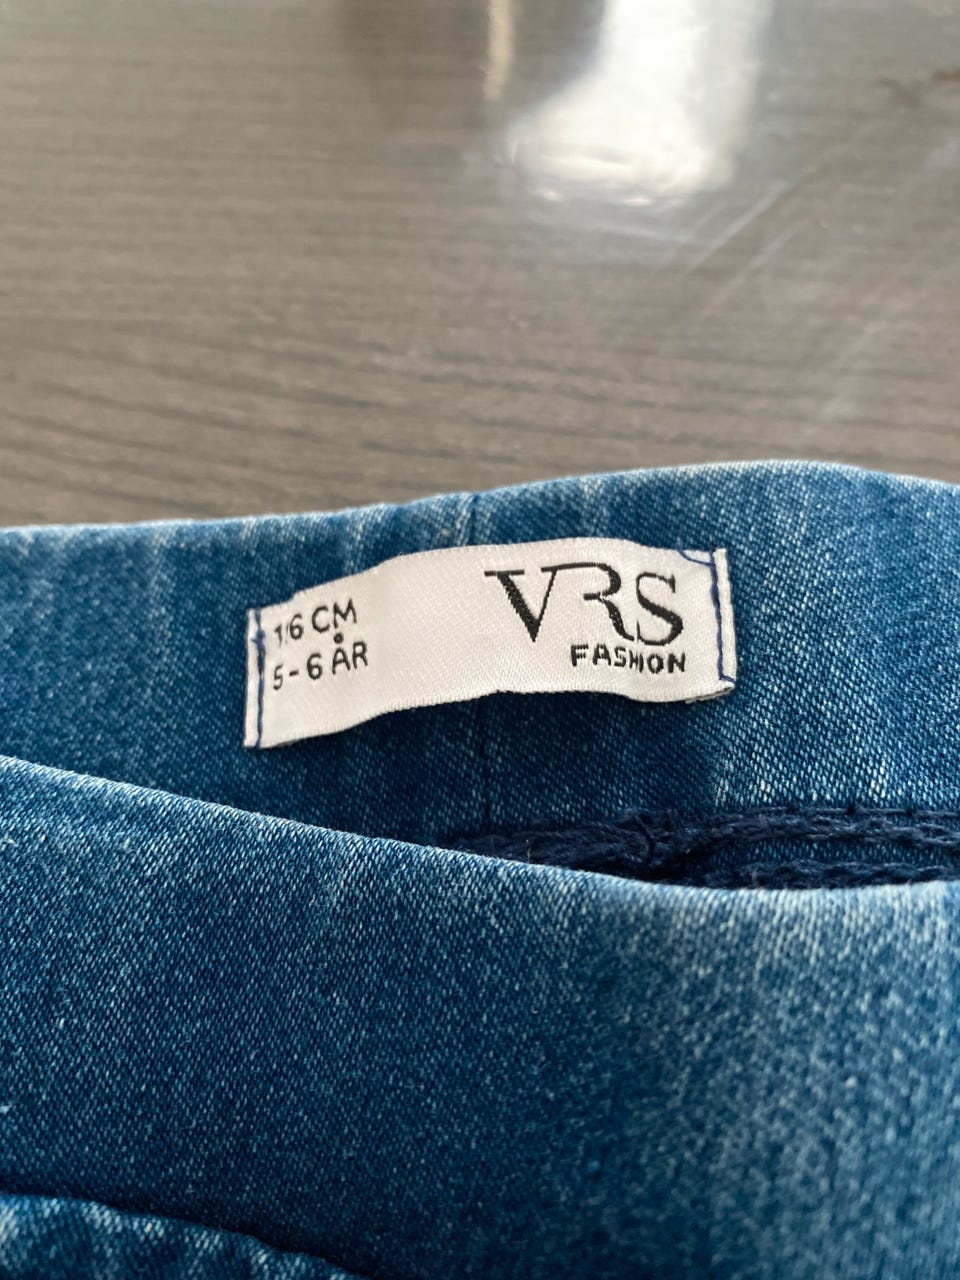 116 CM
5-6 ÅR
VRS
FASHION